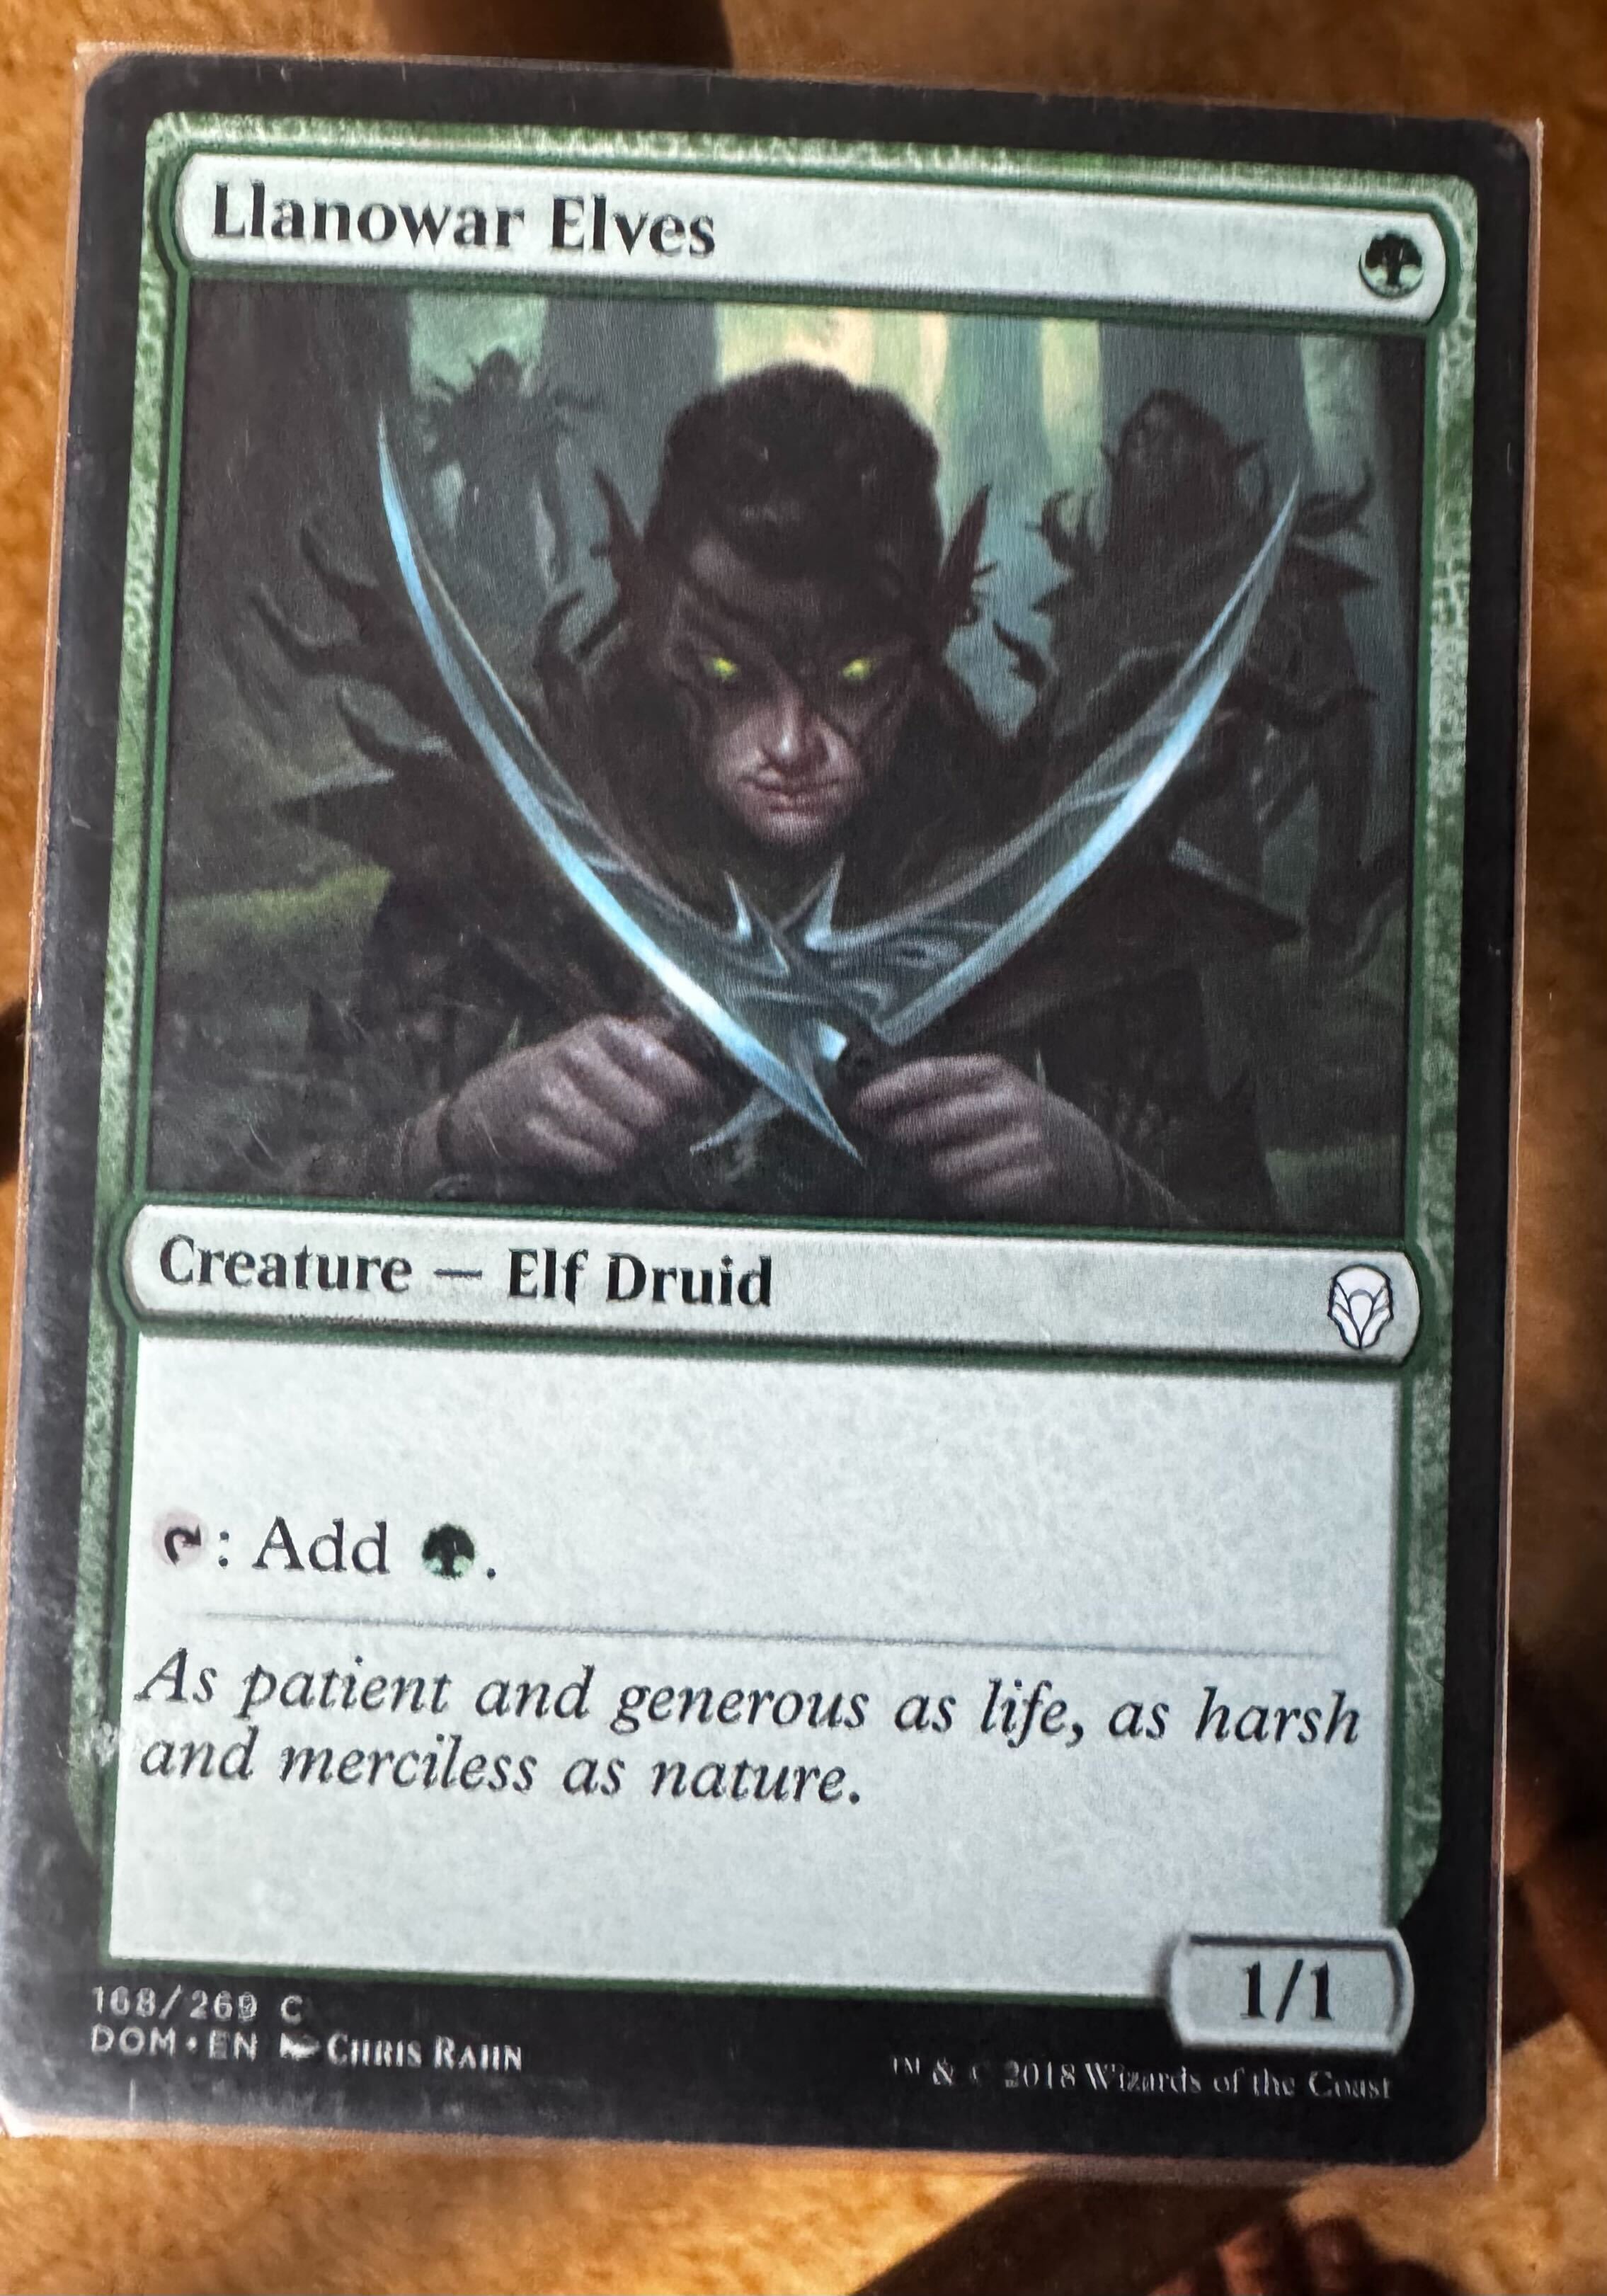 Llanowar Elves
Creature — Elf Druid
: Add .
As patient and generous as life, as harsh
and merciless as nature.
1/1
168/269 C
DOM • EN CHRIS RAHN
™ & © 2018 Wizards of the Coast